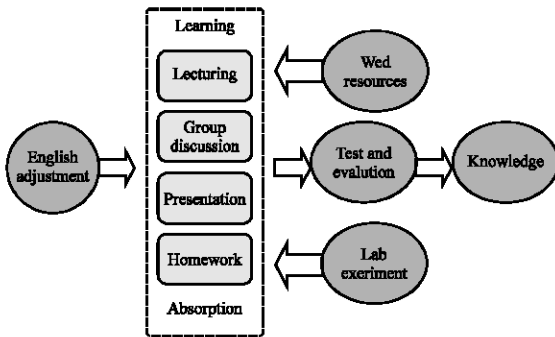 Learning
Lecturing
Group
discussion
Presentation
Homework
Absorption
English
adjustment
Wed
resources
Test and
evalution
Knowledge
Lab
exeriment